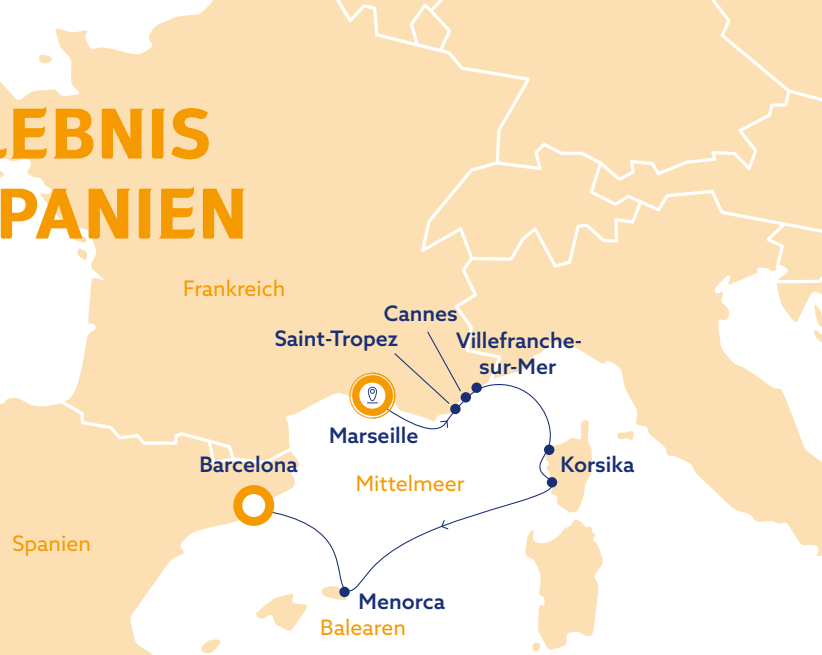 LEBNIS
PANIEN
Frankreich
Cannes
Saint-Tropez
Villefranche-
sur-Mer
Marseille
Barcelona
Korsika
Mittelmeer
Spanien
Menorca
Balearen